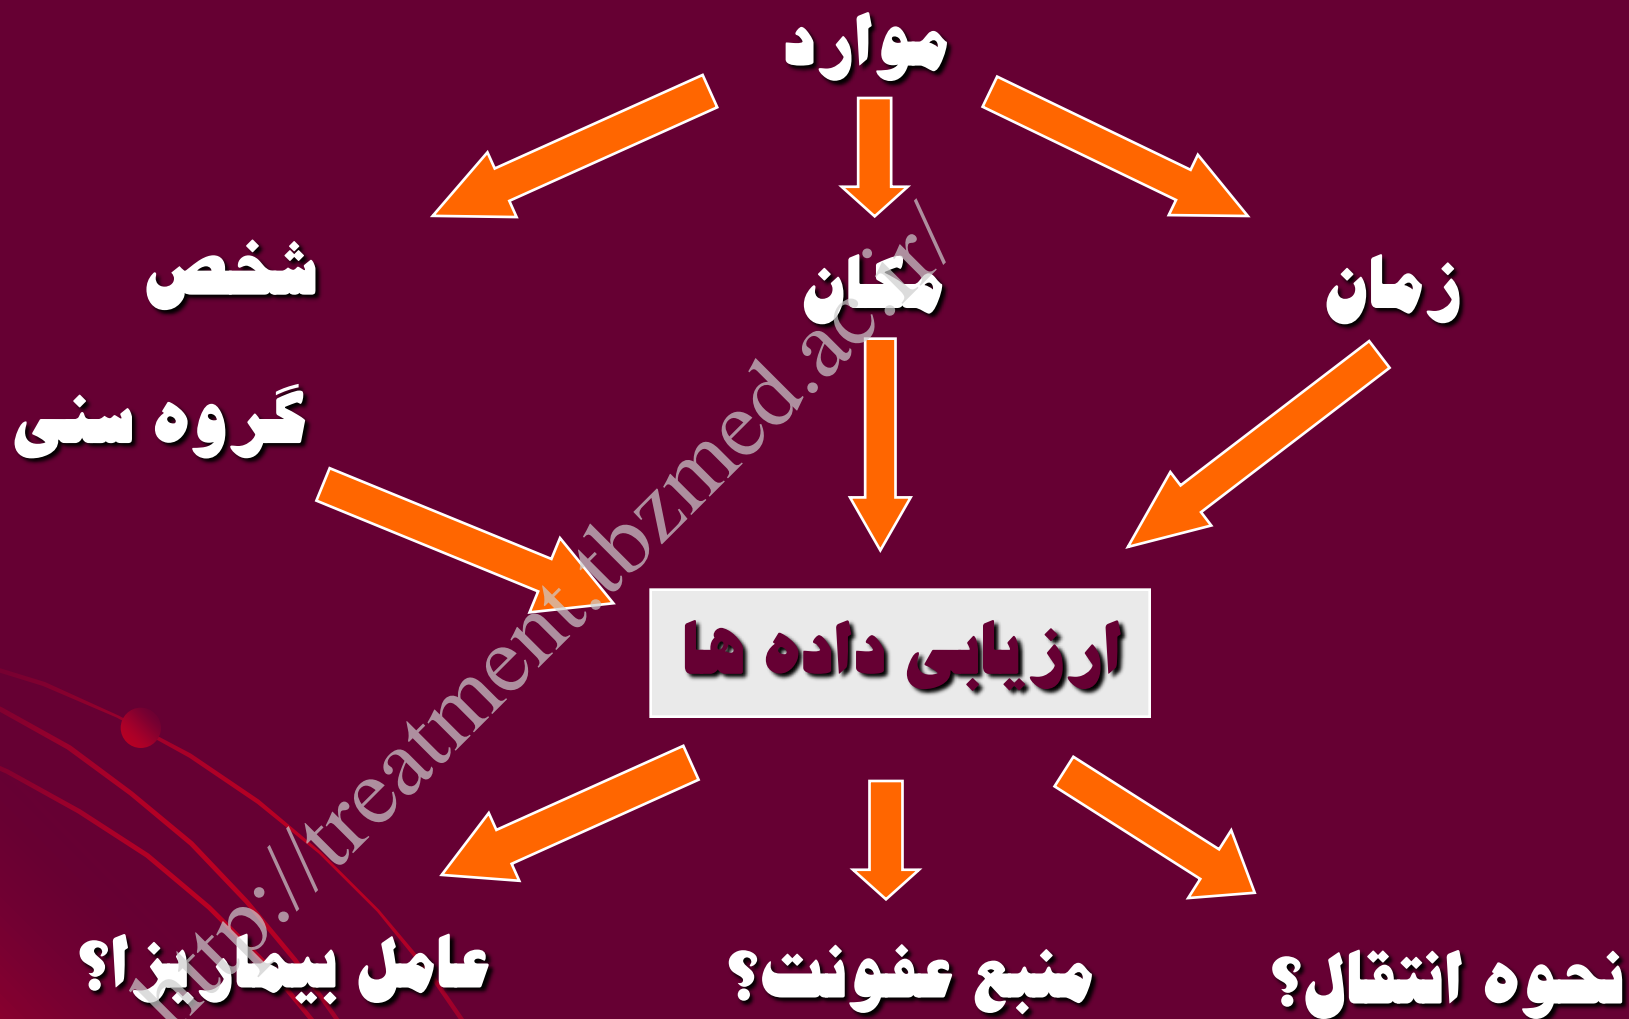 موارد
زمان
مکان
شخص
گروه سنی
ارزیابی داده ها
نحوه انتقال؟
منبع عفونت؟
عامل بیماریزا؟
http://treatment.tbzmed.ac.ir/